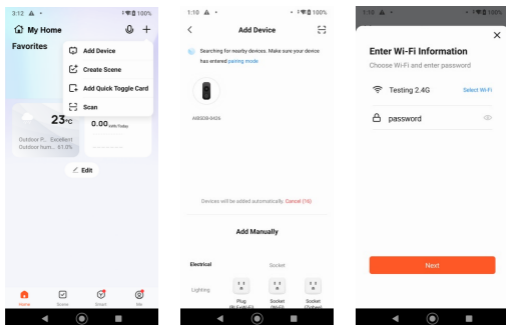 3:12
100%
My Home
Favorites
Add Device
Create Scene
Add Quick Toggle Card
Scan
23°C
0.00
Outdoor P... Excellent
Outdoor hum... 61.0%
Edit
Home
Scene
Smart
Me
1:10
100%
Add Device
Searching for nearby devices. Make sure your device
has entered pairing mode
Devices will be added automatically. Cancel
Add Manually
Electrical
Socket
Lighting
Plug
Socket
Socket
100%
Enter Wi-Fi Information
Choose Wi-Fi and enter password
Testing 2.4G
Select Wi-Fi
password
Next